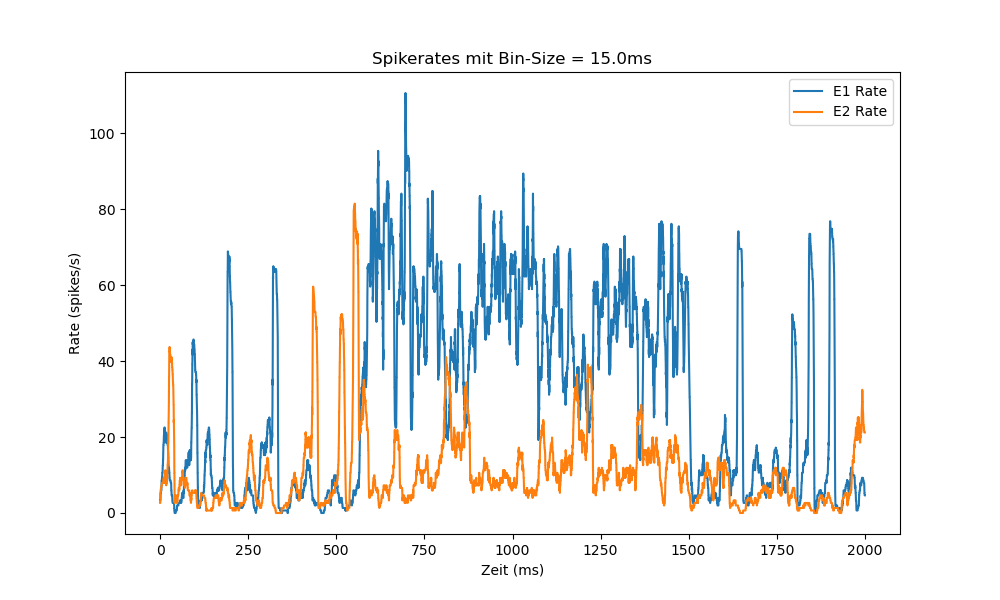 Spikerates mit Bin-Size = 15.0ms
E1 Rate
E2 Rate
Rate (spikes/s)
100
80
60
40
20
0
0 250 500 750 1000 1250 1500 1750 2000
Zeit (ms)